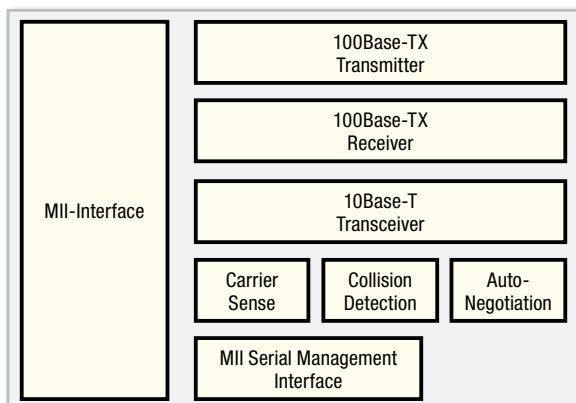 MII-Interface
100Base-TX
Transmitter
100Base-TX
Receiver
10Base-T
Transceiver
Carrier
Sense
Collision
Detection
Auto-
Negotiation
MII Serial Management
Interface